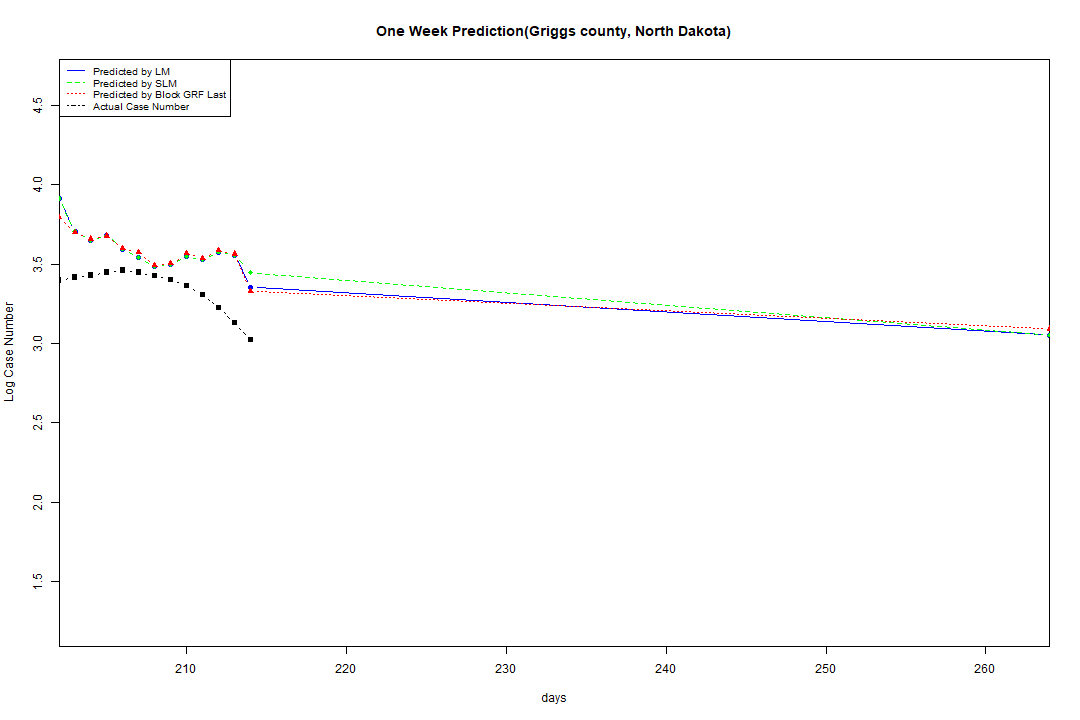 One Week Prediction(Griggs county, North Dakota)
Predicted by LM
Predicted by SLM
Predicted by Block GRF Last
Actual Case Number
4.5
4.0
3.5
3.0
2.5
2.0
1.5
Log Case Number
210
220
230
240
250
260
days